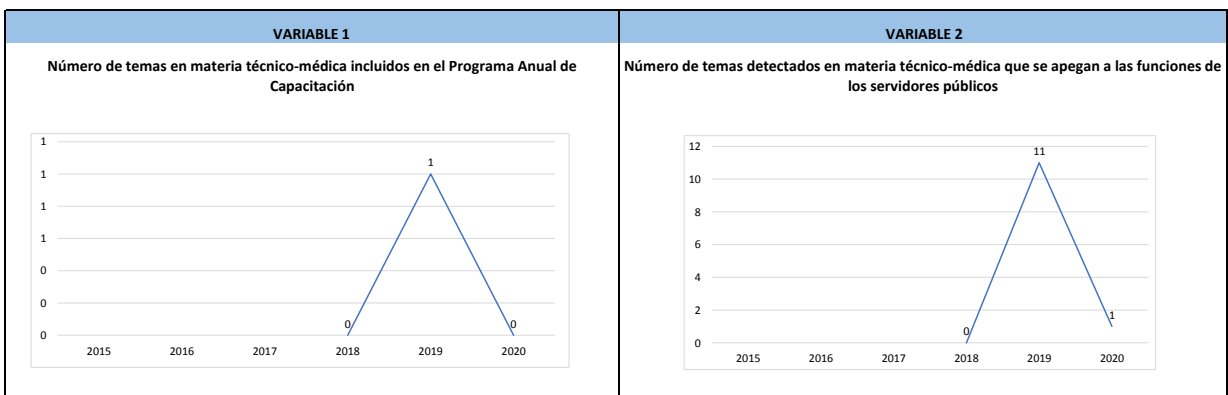 VARIABLE 1
Número de temas en materia técnico-médica incluidos en el Programa Anual de
Capacitación
1
1
1
1
0
0
0
0
1
0
2015 2016 2017 2018 2019 2020
VARIABLE 2
Número de temas detectados en materia técnico-médica que se apegan a las funciones de
los servidores públicos
12
10
8
6
4
2
0
0
11
1
2015 2016 2017 2018 2019 2020